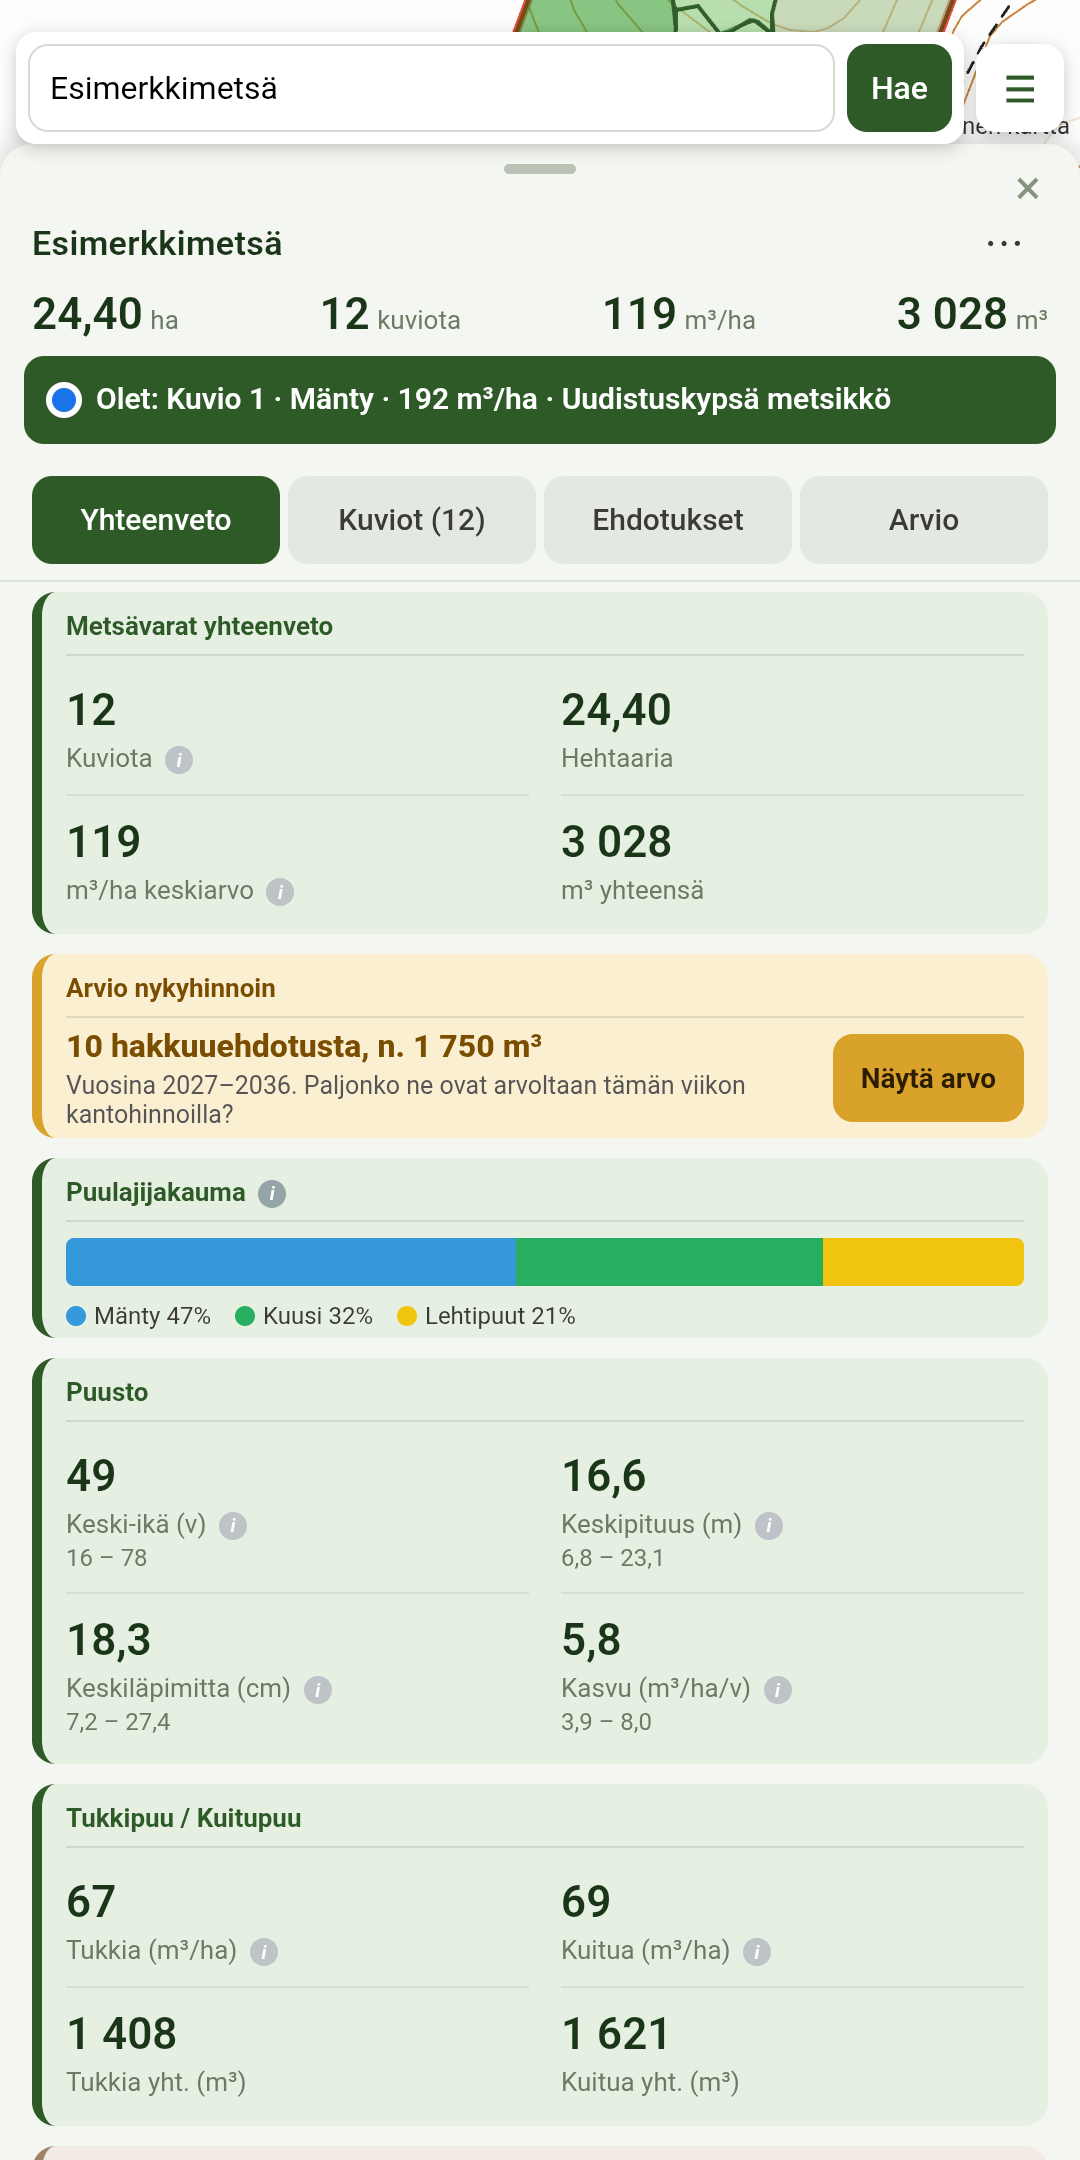 Esimerkkimetsä
Hae
Esimerkkimetsä
24,40 ha 12 kuviota 119 m³/ha 3 028 m³
Olet: Kuvio 1 · Mänty · 192 m³/ha · Uudistuskypsä metsikkö
Yhteenveto Kuviot (12) Ehdotukset Arvio
Metsävarat yhteenveto
12 24,40
Kuviota i Hehtaaria
119 3 028
m³/ha keskiarvo i m³ yhteensä
Arvio nykyhinnoin
10 hakkuuehdotusta, n. 1 750 m³
Vuosina 2027–2036. Paljonko ne ovat arvoltaan tämän viikon
kantohinnoilla?
Näytä arvo
Puulajijakauma i
Mänty 47% Kuusi 32% Lehtipuut 21%
Puusto
49 16,6
Keski-ikä (v) i Keskipituus (m) i
16 – 78 6,8 – 23,1
18,3 5,8
Keskiläpimitta (cm) i Kasvu (m³/ha/v) i
7,2 – 27,4 3,9 – 8,0
Tukkipuu / Kuitupuu
67 69
Tukkia (m³/ha) i Kuitua (m³/ha) i
1 408 1 621
Tukkia yht. (m³) Kuitua yht. (m³)